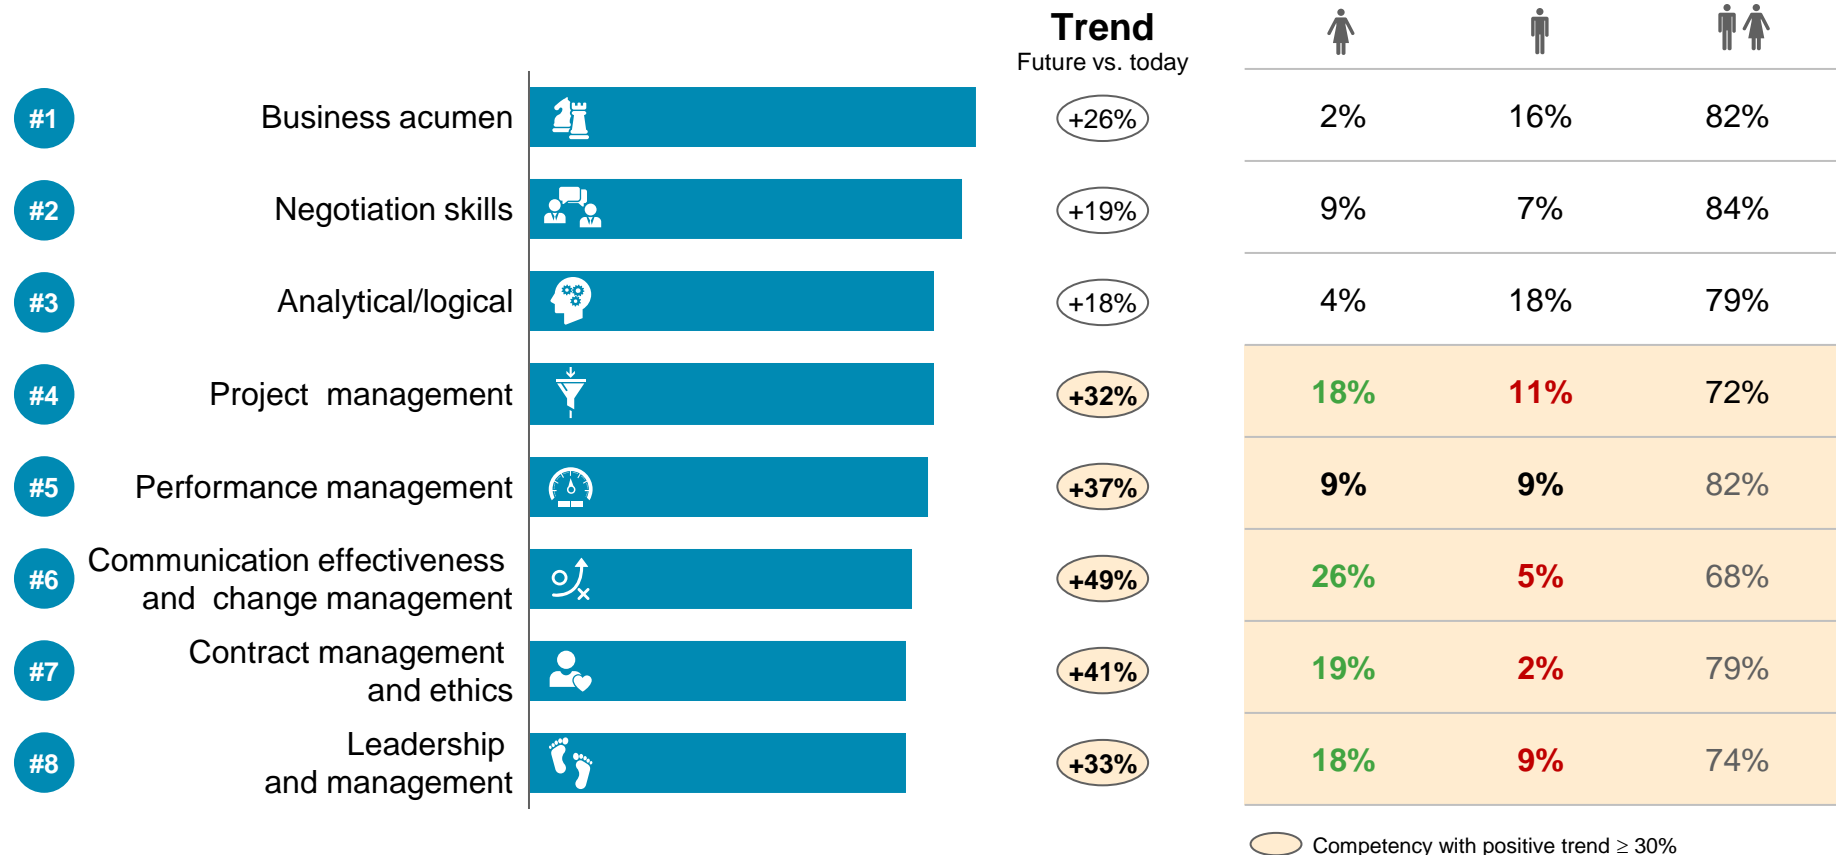 Trend
Future vs. today
#1 Business acumen +26% 2% 16% 82%
#2 Negotiation skills +19% 9% 7% 84%
#3 Analytical/logical +18% 4% 18% 79%
#4 Project management +32% 18% 11% 72%
#5 Performance management +37% 9% 9% 82%
Communication effectiveness
#6 and change management +49% 26% 5% 68%
Contract management
#7 and ethics +41% 19% 2% 79%
Leadership
#8 and management +33% 18% 9% 74%
Competency with positive trend ≥ 30%